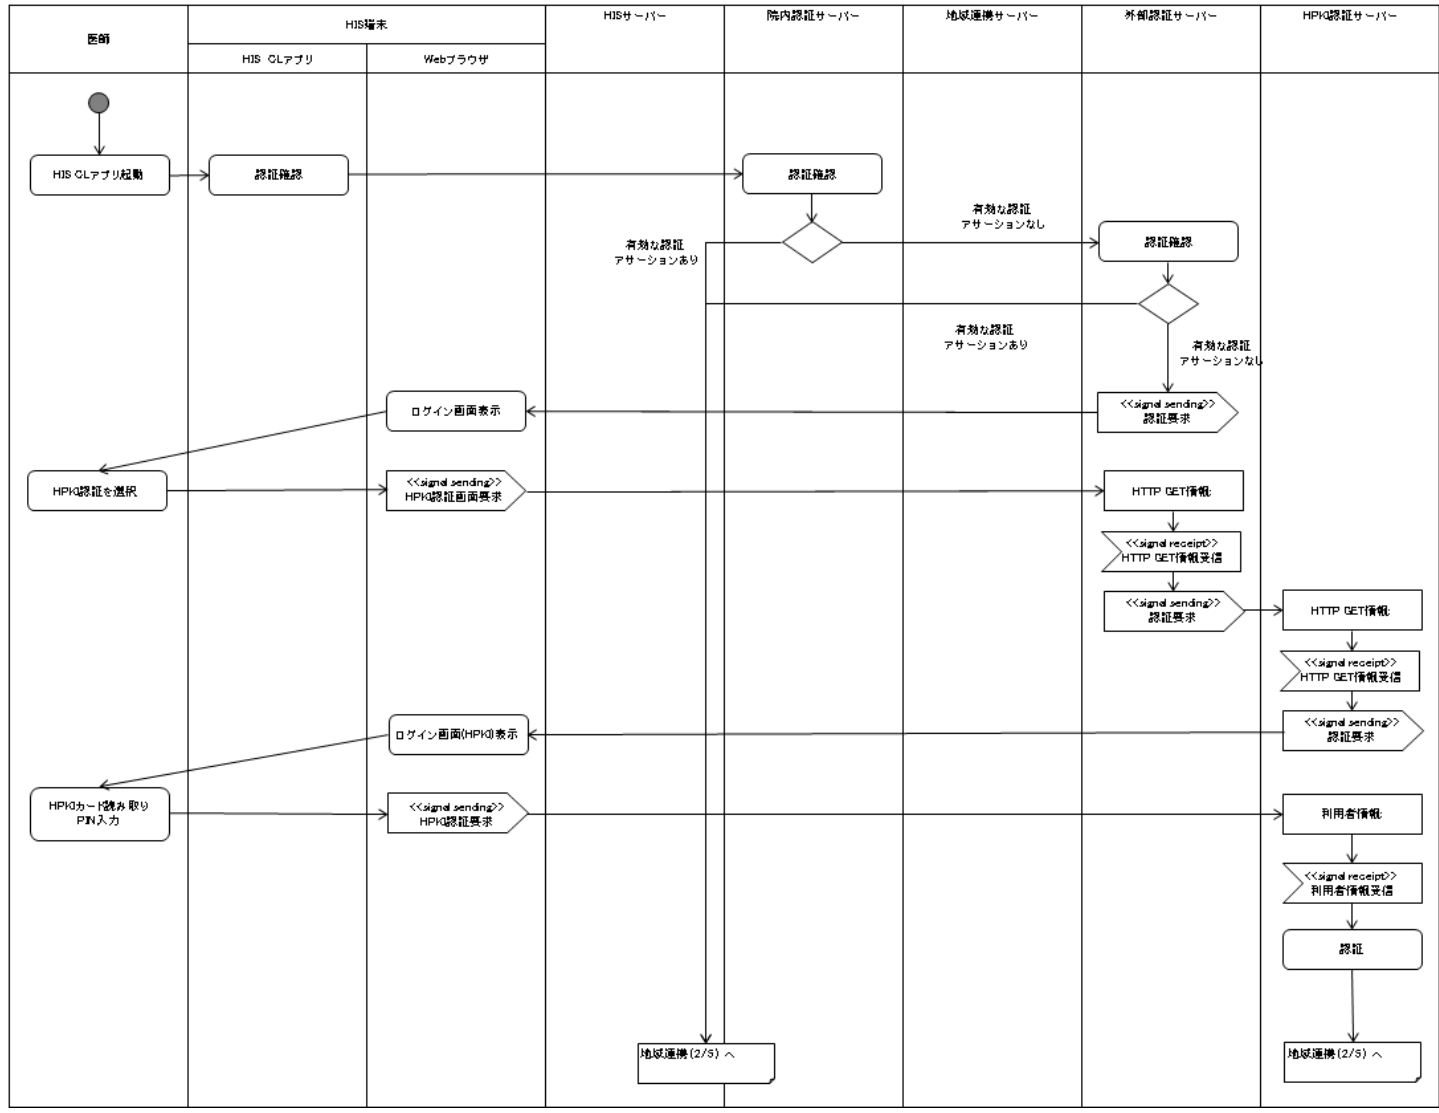 医師
HIS端末
HISサーバー
院内認証サーバー
地域連携サーバー
外部認証サーバー
HPKI認証サーバー
HIS CLアプリ
Webブラウザ
HIS CLアプリ起動
認証確認
認証確認
有効な認証
アサーションなし
有効な認証
アサーションあり
認証確認
有効な認証
アサーションあり
有効な認証
アサーションなし
ログイン画面表示
<<signal sending>>
認証要求
HPKI認証を選択
<<signal sending>>
HPKI認証画面要求
HTTP GET情報:
<<signal receipt>>
HTTP GET情報受信
<<signal sending>>
認証要求
HTTP GET情報:
<<signal receipt>>
HTTP GET情報受信
ログイン画面(HPKI)表示
<<signal sending>>
認証要求
HPKIカード読み取り
PIN入力
<<signal sending>>
HPKI認証要求
利用者情報:
<<signal receipt>>
利用者情報受信
認証
地域連携(2/5) へ
地域連携(2/5) へ